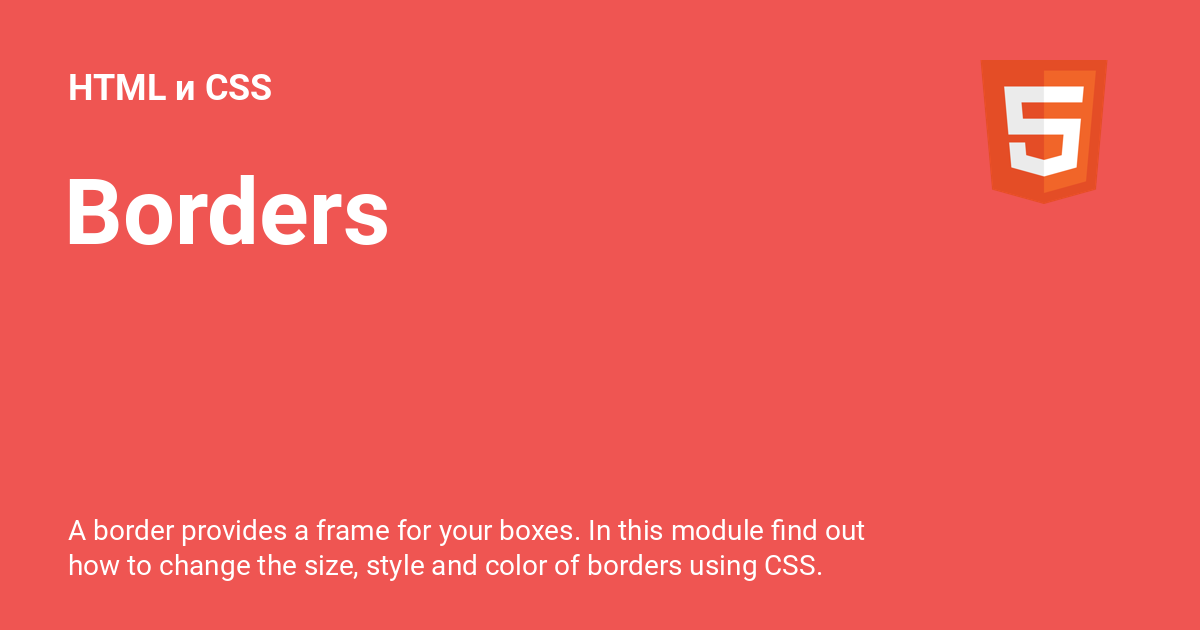 HTML и CSS
5
Borders
A border provides a frame for your boxes. In this module find out
how to change the size, style and color of borders using CSS.